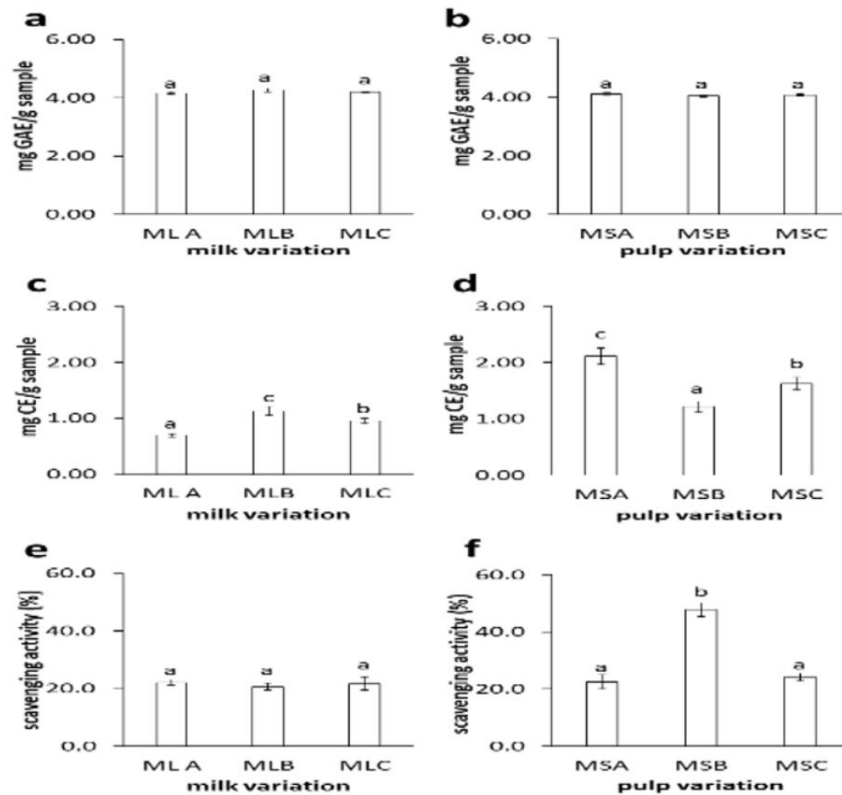 a
6.00
4.00
2.00
0.00
mg GAE/g sample
a a a
ML A MLB MLC
milk variation
b
6.00
4.00
2.00
0.00
mg GAE/g sample
a a a
MSA MSB MSC
pulp variation
c
3.00
2.00
1.00
0.00
mg CE/g sample
a c b
ML A MLB MLC
milk variation
d
3.00
2.00
1.00
0.00
mg CE/g sample
c a b
MSA MSB MSC
pulp variation
e
60.0
40.0
20.0
0.0
scavenging activity (%)
a a a
ML A MLB MLC
milk variation
f
60.0
40.0
20.0
0.0
scavenging activity (%)
a b a
MSA MSB MSC
pulp variation